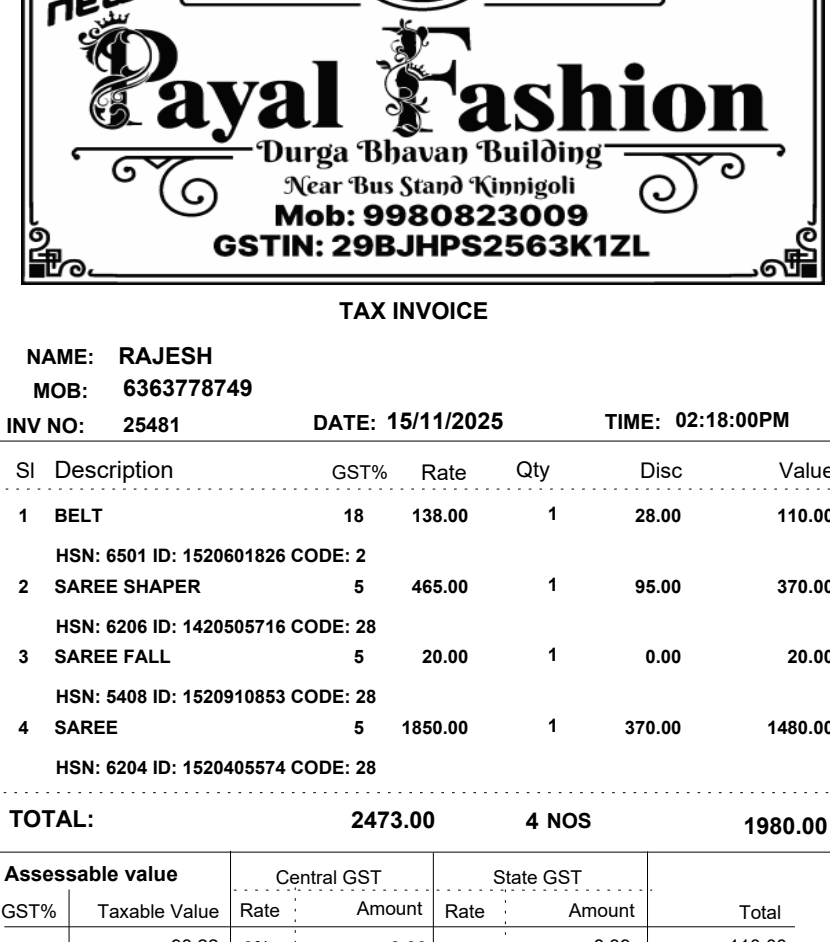 new
Payal Fashion
Durga Bhavan Building
Near Bus Stand Kinnigoli
Mob: 9980823009
GSTIN: 29BJHPS2563K1ZL
TAX INVOICE
NAME: RAJESH
MOB: 6363778749
INV NO: 25481 DATE: 15/11/2025 TIME: 02:18:00PM
Sl Description GST% Rate Qty Disc Value
1 BELT 18 138.00 1 28.00 110.00
HSN: 6501 ID: 1520601826 CODE: 2
2 SAREE SHAPER 5 465.00 1 95.00 370.00
HSN: 6206 ID: 1420505716 CODE: 28
3 SAREE FALL 5 20.00 1 0.00 20.00
HSN: 5408 ID: 1520910853 CODE: 28
4 SAREE 5 1850.00 1 370.00 1480.00
HSN: 6204 ID: 1520405574 CODE: 28
TOTAL: 2473.00 4 NOS 1980.00
Assessable value Central GST State GST
GST% Taxable Value Rate Amount Rate Amount Total